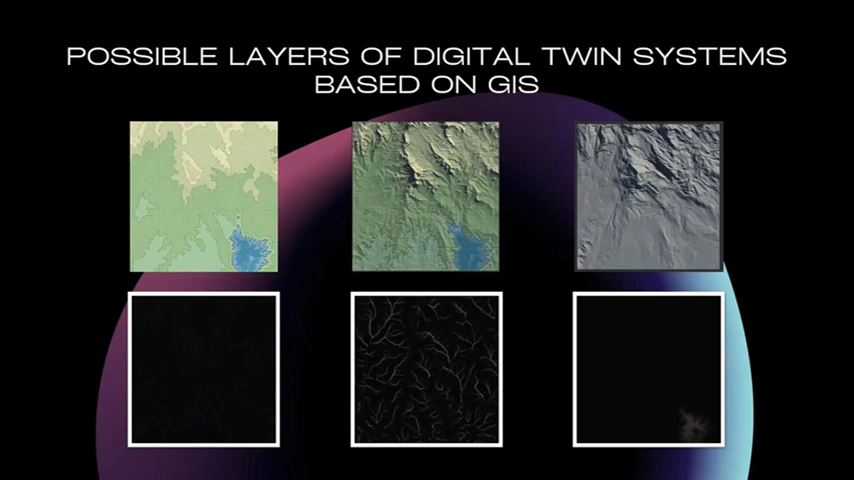 POSSIBLE LAYERS OF DIGITAL TWIN SYSTEMS
BASED ON GIS